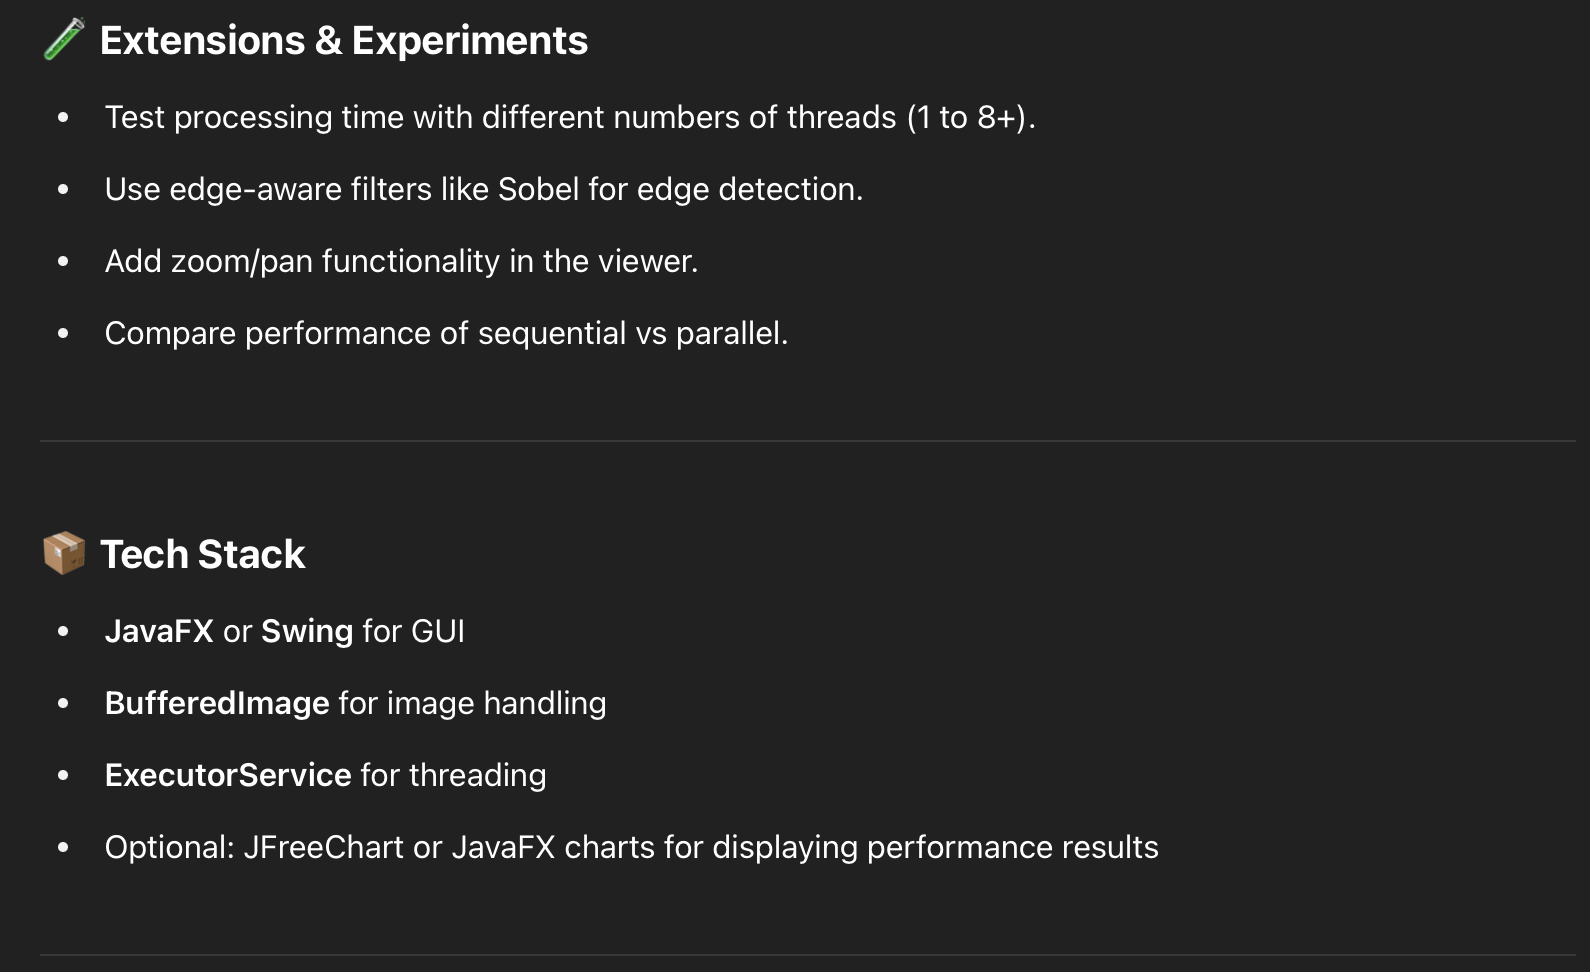 Extensions & Experiments
• Test processing time with different numbers of threads (1 to 8+).
• Use edge-aware filters like Sobel for edge detection.
• Add zoom/pan functionality in the viewer.
• Compare performance of sequential vs parallel.
Tech Stack
• JavaFX or Swing for GUI
• BufferedImage for image handling
• ExecutorService for threading
• Optional: JFreeChart or JavaFX charts for displaying performance results